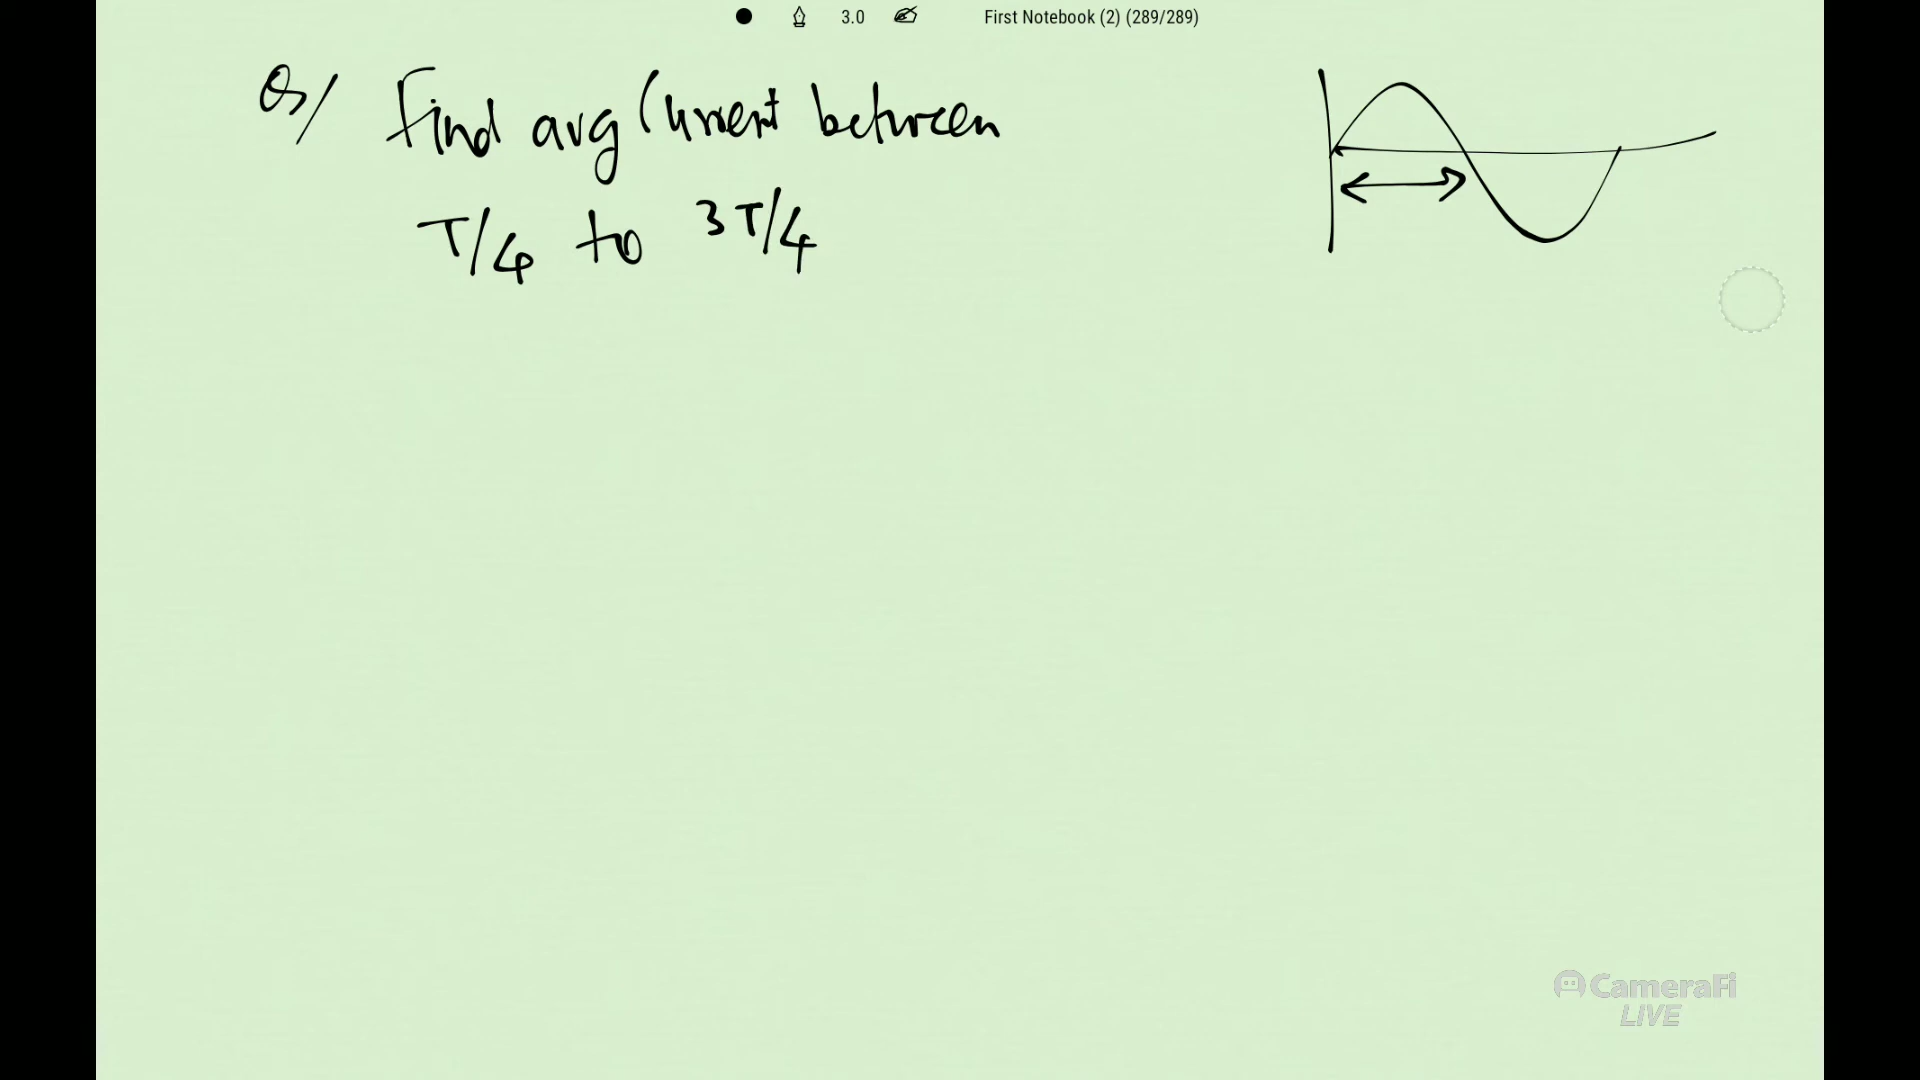 3.0 First Notebook (2) (289/289)
Q/ Find avg Current between
T/4 to 3T/4
CameraFi
LIVE